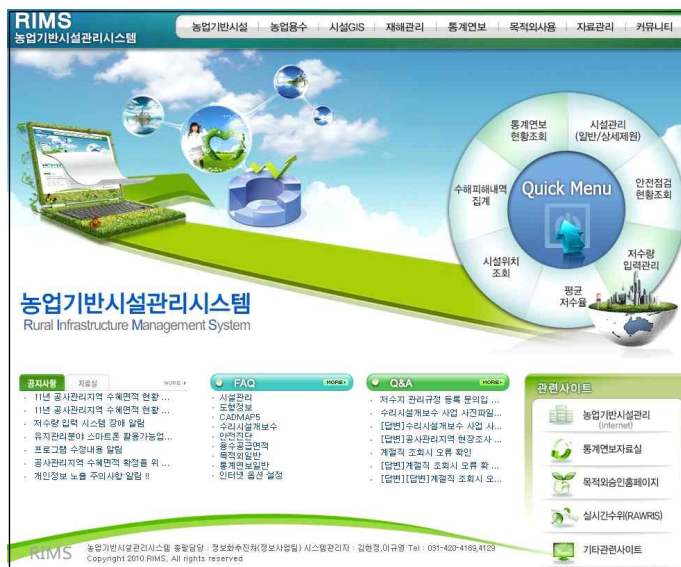 RIMS
농업기반시설관리시스템
농업기반시설 농업용수 시설GIS 재해관리 통계연보 목적외사용 자료관리 커뮤니티
통계연보
현황조회
시설관리
(일반/상세제원)
수해피해내역
집계
Quick Menu
안전점검
현황조회
시설위치
조회
평균
저수율
저수량
입력관리
농업기반시설관리시스템
Rural Infrastructure Management System
공지사항 자료실 MORE
· 11년 공사관리지역 수혜면적 현황 ...
· 11년 공사관리지역 수혜면적 현황 ...
· 저수량 입력 시스템 장애 알림
· 유지관리분야 스마트폰 활용가능업...
· 프로그램 수정내용 알림
· 공사관리지역 수혜면적 확정을 위 ...
· 개인정보 노출 주의사항 알림 !!
FAQ MORE
· 시설관리
· 도형정보
· CADMAP5
· 수리시설개보수
· 안전진단
· 용수공급면적
· 목적외일반
· 통계연보일반
· 인터넷 옵션 설정
Q&A MORE
· 저수지 관리규정 등록 문의입 ...
· 수리시설개보수 사업 사진파일...
· [답변]수리시설개보수 사업 사...
· [답변]공사관리지역 현장조사 ...
· 계절직 조회시 오류 확인
· [답변]계절직 조회시 오류 확 ...
· [답변][답변]계절직 조회시 오...
관련사이트
농업기반시설관리
(Internet)
통계연보자료실
목적외승인홈페이지
실시간수위(RAWRIS)
기타관련사이트
RIMS
농업기반시설관리시스템 총괄담당 : 정보화추진처(정보사업팀) 시스템관리자 : 김현정,이규영 Tel : 031-420-4169,4129
Copyright 2010 RIMS, All rights reserved